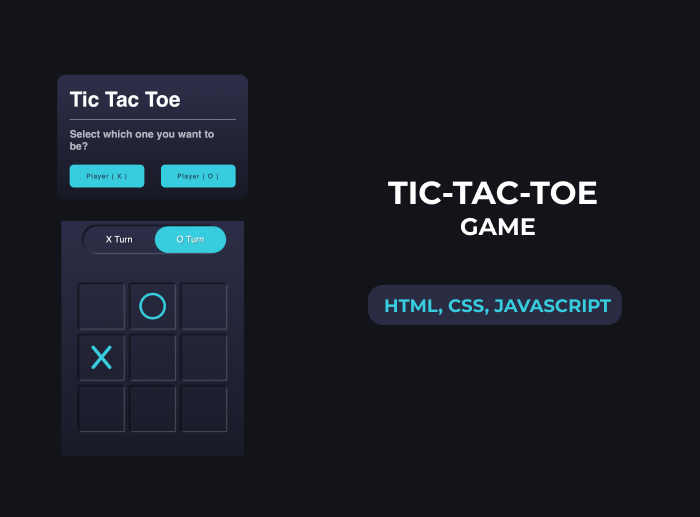 Tic Tac Toe
Select which one you want to
be?
Player ( X )
Player ( O )
X Turn
O Turn
O
X
TIC-TAC-TOE
GAME
HTML, CSS, JAVASCRIPT